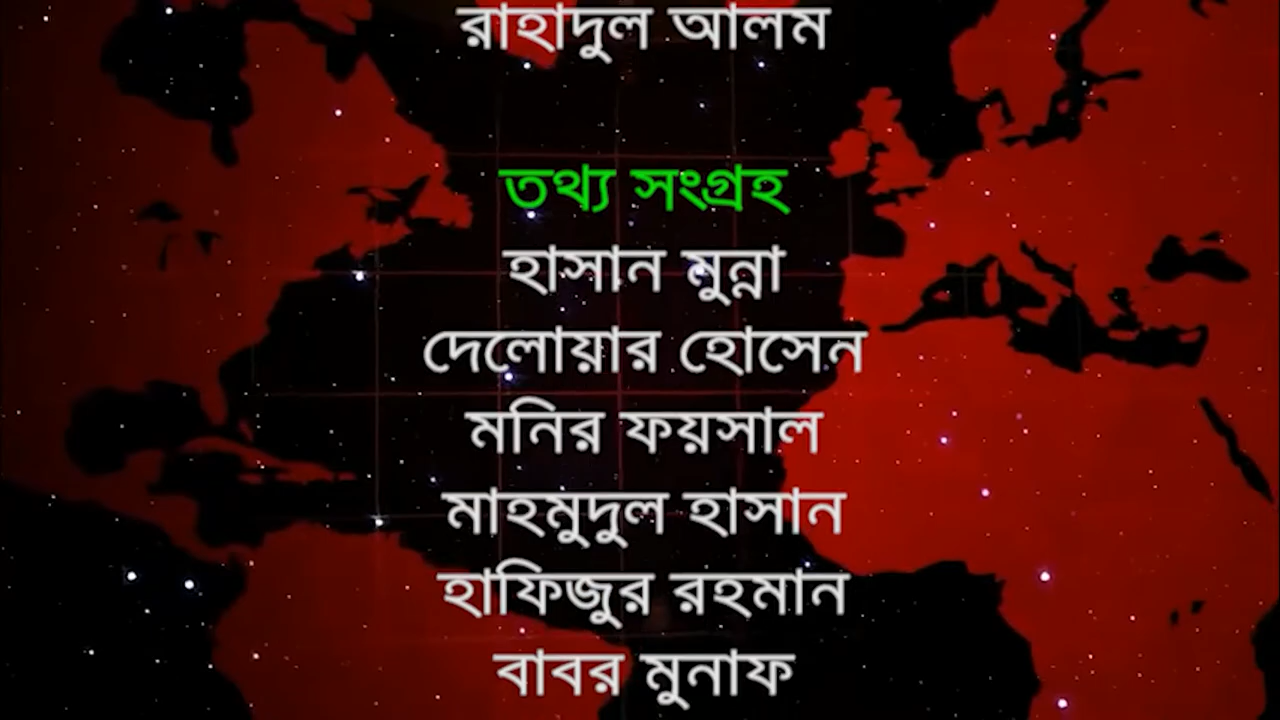 রাহাদুল আলম
তথ্য সংগ্রহ
হাসান মুন্না
দেলোয়ার হোসেন
মনির ফয়সাল
মাহমুদুল হাসান
হাফিজুর রহমান
বাবর মুনাফ